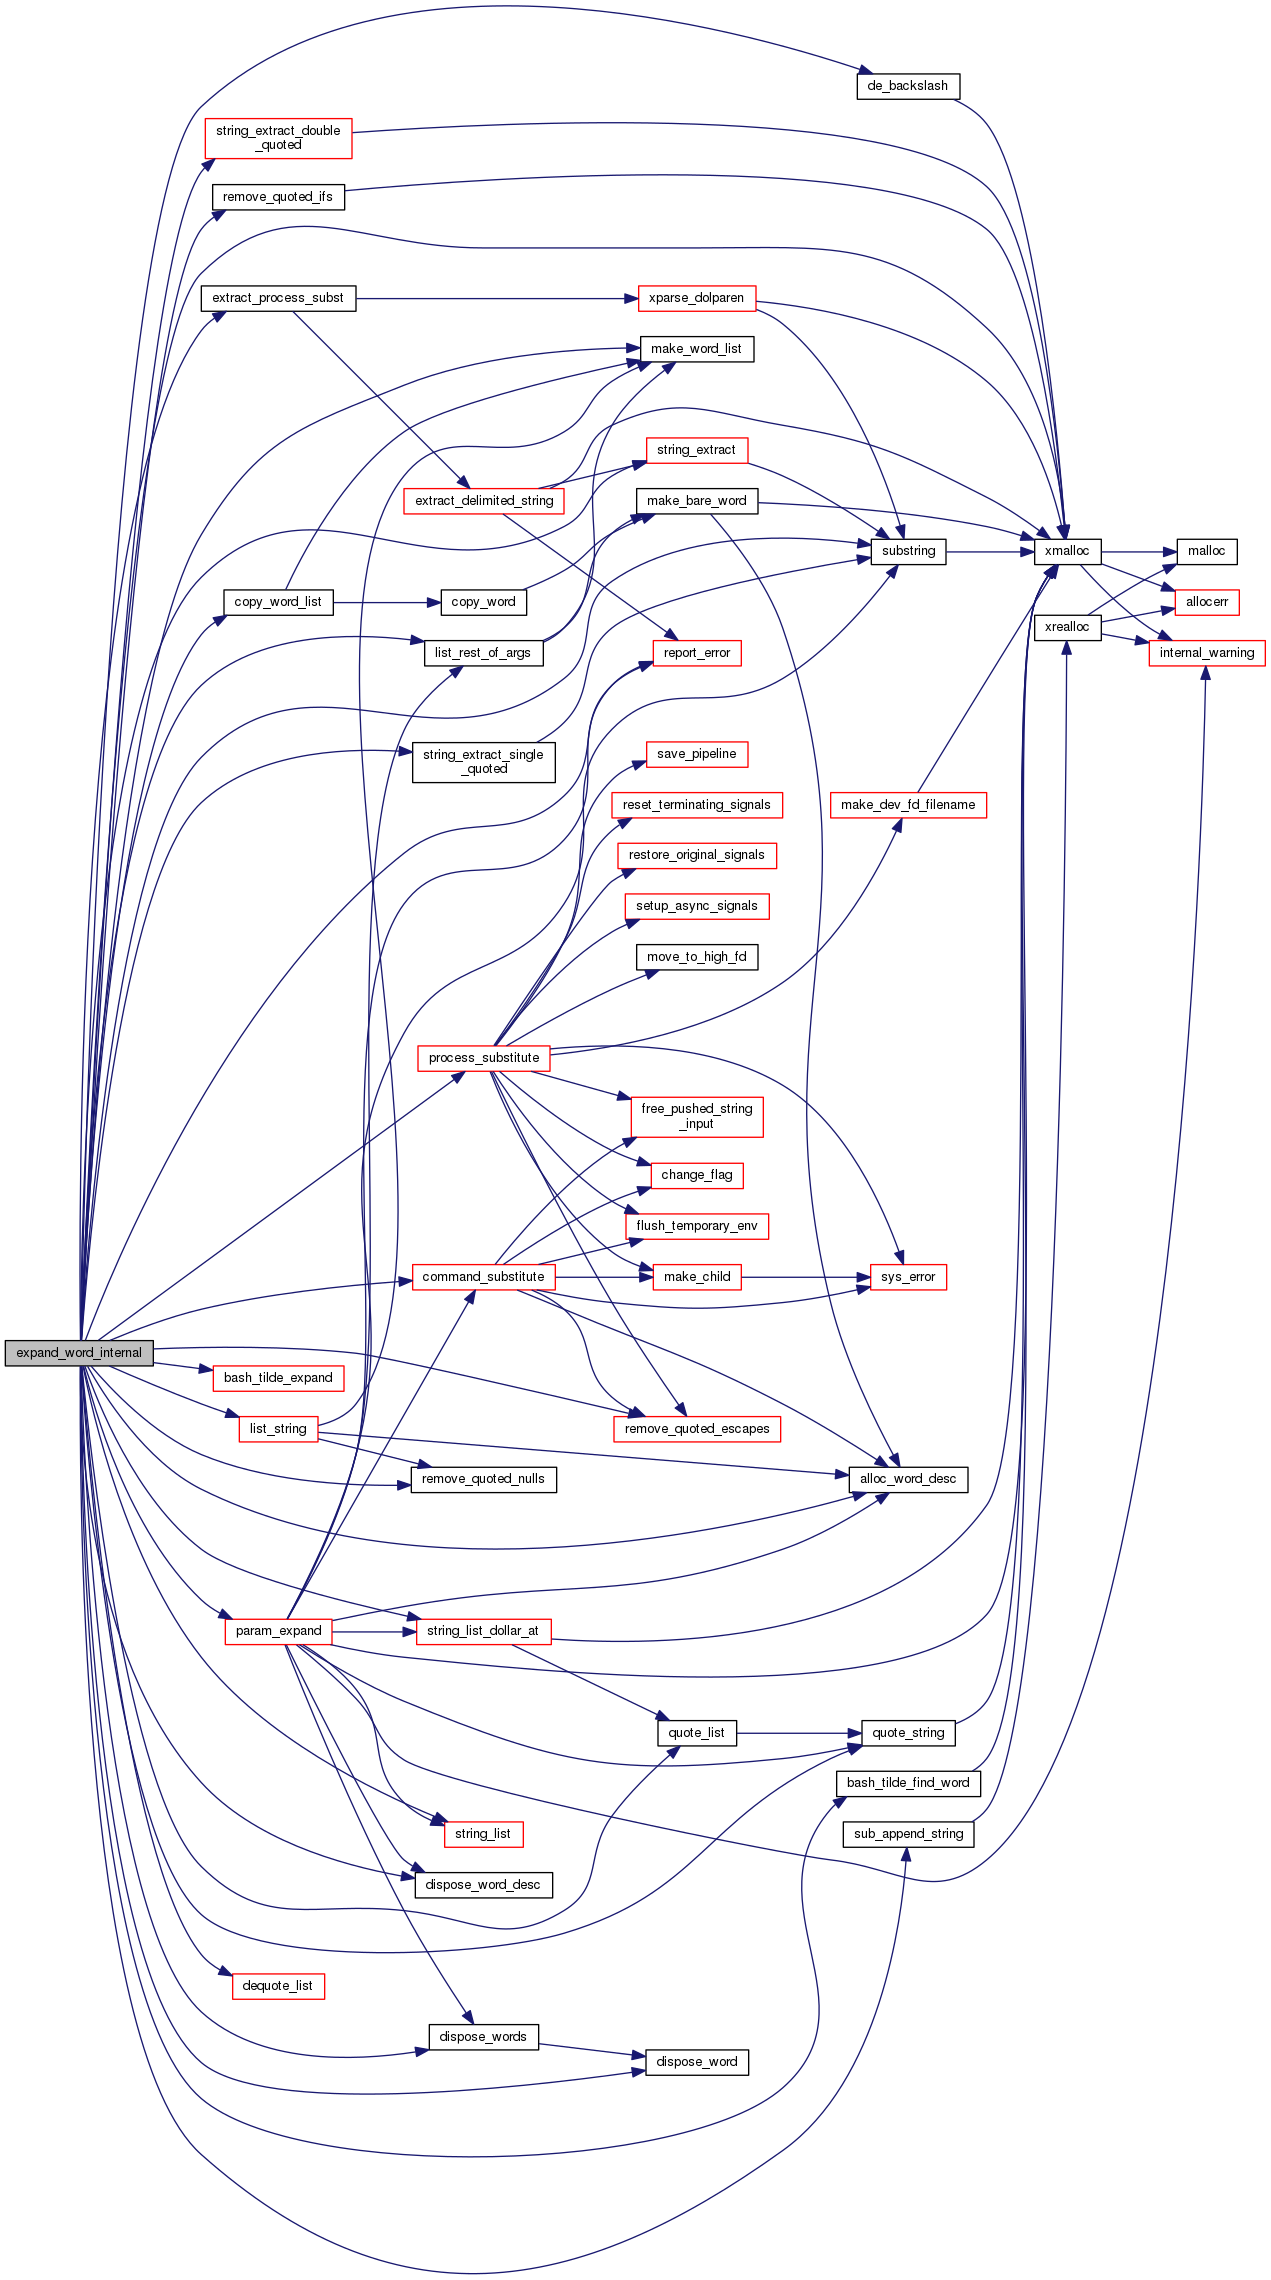 de_backslash
string_extract_double
_quoted
remove_quoted_ifs
extract_process_subst
xparse_dolparen
make_word_list
string_extract
extract_delimited_string
make_bare_word
substring
xmalloc
malloc
copy_word_list
copy_word
allocerr
xrealloc
list_rest_of_args
report_error
internal_warning
string_extract_single
_quoted
save_pipeline
reset_terminating_signals
make_dev_fd_filename
restore_original_signals
setup_async_signals
move_to_high_fd
process_substitute
free_pushed_string
_input
change_flag
flush_temporary_env
command_substitute
make_child
sys_error
expand_word_internal
bash_tilde_expand
list_string
remove_quoted_escapes
remove_quoted_nulls
alloc_word_desc
param_expand
string_list_dollar_at
quote_list
quote_string
bash_tilde_find_word
string_list
sub_append_string
dispose_word_desc
dequote_list
dispose_words
dispose_word